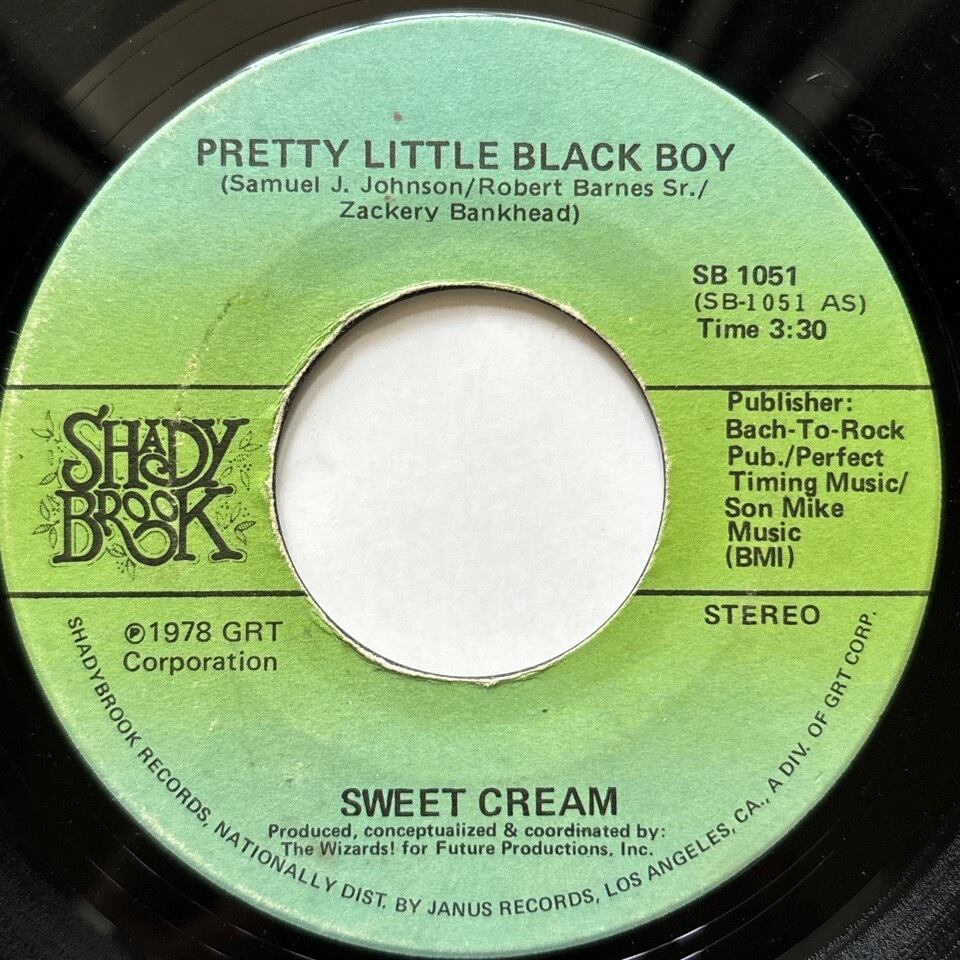 PRETTY LITTLE BLACK BOY
(Samuel J. Johnson/Robert Barnes Sr./
Zackery Bankhead)
SB 1051
(SB-1051 AS)
Time 3:30
SHADY
BROOK
Publisher:
Bach-To-Rock
Pub./Perfect
Timing Music/
Son Mike
Music
(BMI)
STEREO
℗1978 GRT
Corporation
SWEET CREAM
Produced, conceptualized & coordinated by:
The Wizards! for Future Productions, Inc.
SHADYBROOK RECORDS, NATIONALLY DIST. BY JANUS RECORDS, LOS ANGELES, CA., A DIV. OF GRT CORP.